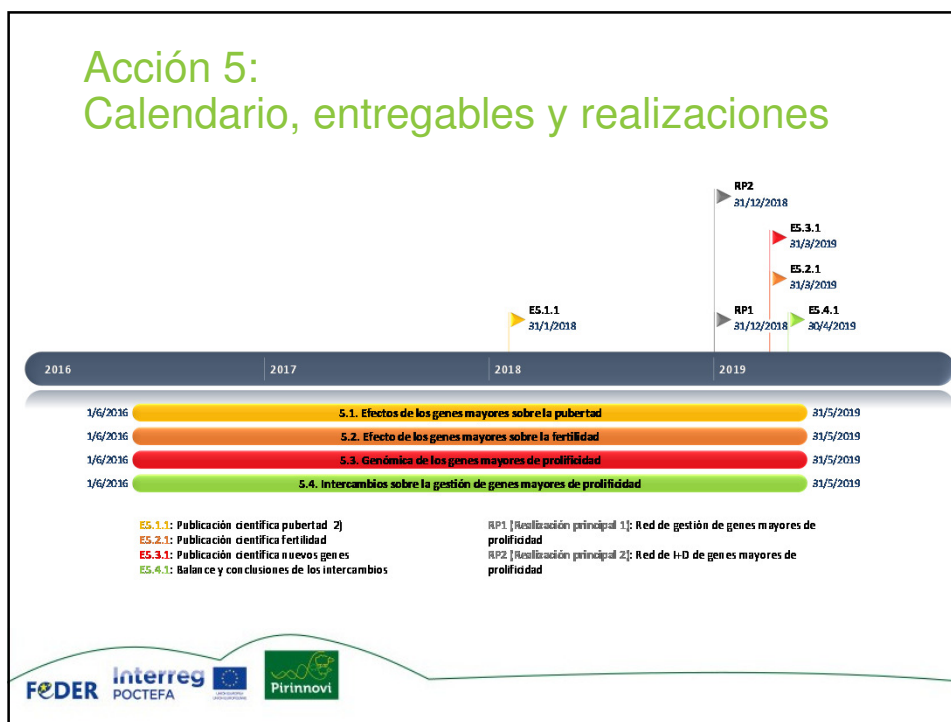 Acción 5:
Calendario, entregables y realizaciones
RP2
31/12/2018
E5.3.1
31/3/2019
E5.2.1
31/3/2019
E5.1.1
31/1/2018
RP1
31/12/2018
E5.4.1
30/4/2019
2016 2017 2018 2019
1/6/2016 5.1. Efectos de los genes mayores sobre la pubertad 31/5/2019
1/6/2016 5.2. Efecto de los genes mayores sobre la fertilidad 31/5/2019
1/6/2016 5.3. Genómica de los genes mayores de prolificidad 31/5/2019
1/6/2016 5.4. Intercambios sobre la gestión de genes mayores de prolificidad 31/5/2019
E5.1.1: Publicación científica pubertad 2)
E5.2.1: Publicación científica fertilidad
E5.3.1: Publicación científica nuevos genes
E5.4.1: Balance y conclusiones de los intercambios
RP1 (Realización principal 1): Red de gestión de genes mayores de
prolificidad
RP2 (Realización principal 2): Red de I+D de genes mayores de
prolificidad
FEDER
Interreg
POCTEFA
Pirinnovi